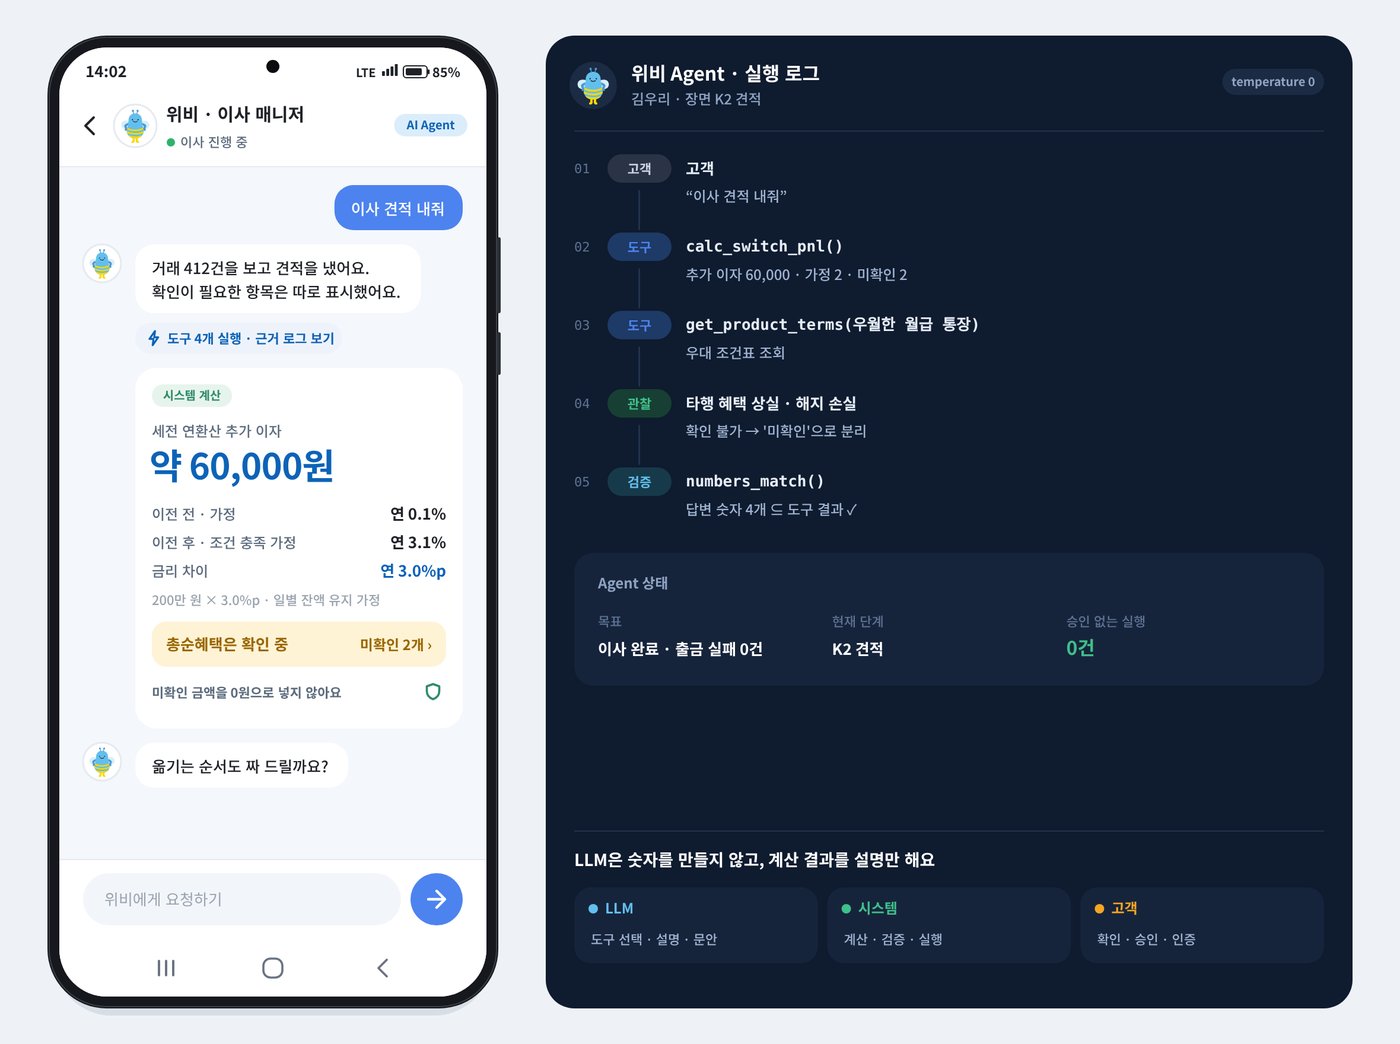 14:02
LTE 85%
위비 · 이사 매니저
이사 진행 중
AI Agent
이사 견적 내줘
거래 412건을 보고 견적을 냈어요.
확인이 필요한 항목은 따로 표시했어요.
도구 4개 실행 · 근거 로그 보기
시스템 계산
세전 연환산 추가 이자
약 60,000원
이전 전 · 가정 연 0.1%
이전 후 · 조건 충족 가정 연 3.1%
금리 차이 연 3.0%p
200만 원 × 3.0%p · 일별 잔액 유지 가정
총순혜택은 확인 중 미확인 2개 ›
미확인 금액을 0원으로 넣지 않아요
옮기는 순서도 짜 드릴까요?
위비에게 요청하기
위비 Agent · 실행 로그
김우리 · 장면 K2 견적
temperature 0
01 고객 고객
“이사 견적 내줘”
02 도구 calc_switch_pnl()
추가 이자 60,000 · 가정 2 · 미확인 2
03 도구 get_product_terms(우월한 월급 통장)
우대 조건표 조회
04 관찰 타행 혜택 상실 · 해지 손실
확인 불가 → '미확인'으로 분리
05 검증 numbers_match()
답변 숫자 4개 ⊆ 도구 결과 ✓
Agent 상태
목표 현재 단계 승인 없는 실행
이사 완료 · 출금 실패 0건 K2 견적 0건
LLM은 숫자를 만들지 않고, 계산 결과를 설명만 해요
LLM
도구 선택 · 설명 · 문안
시스템
계산 · 검증 · 실행
고객
확인 · 승인 · 인증